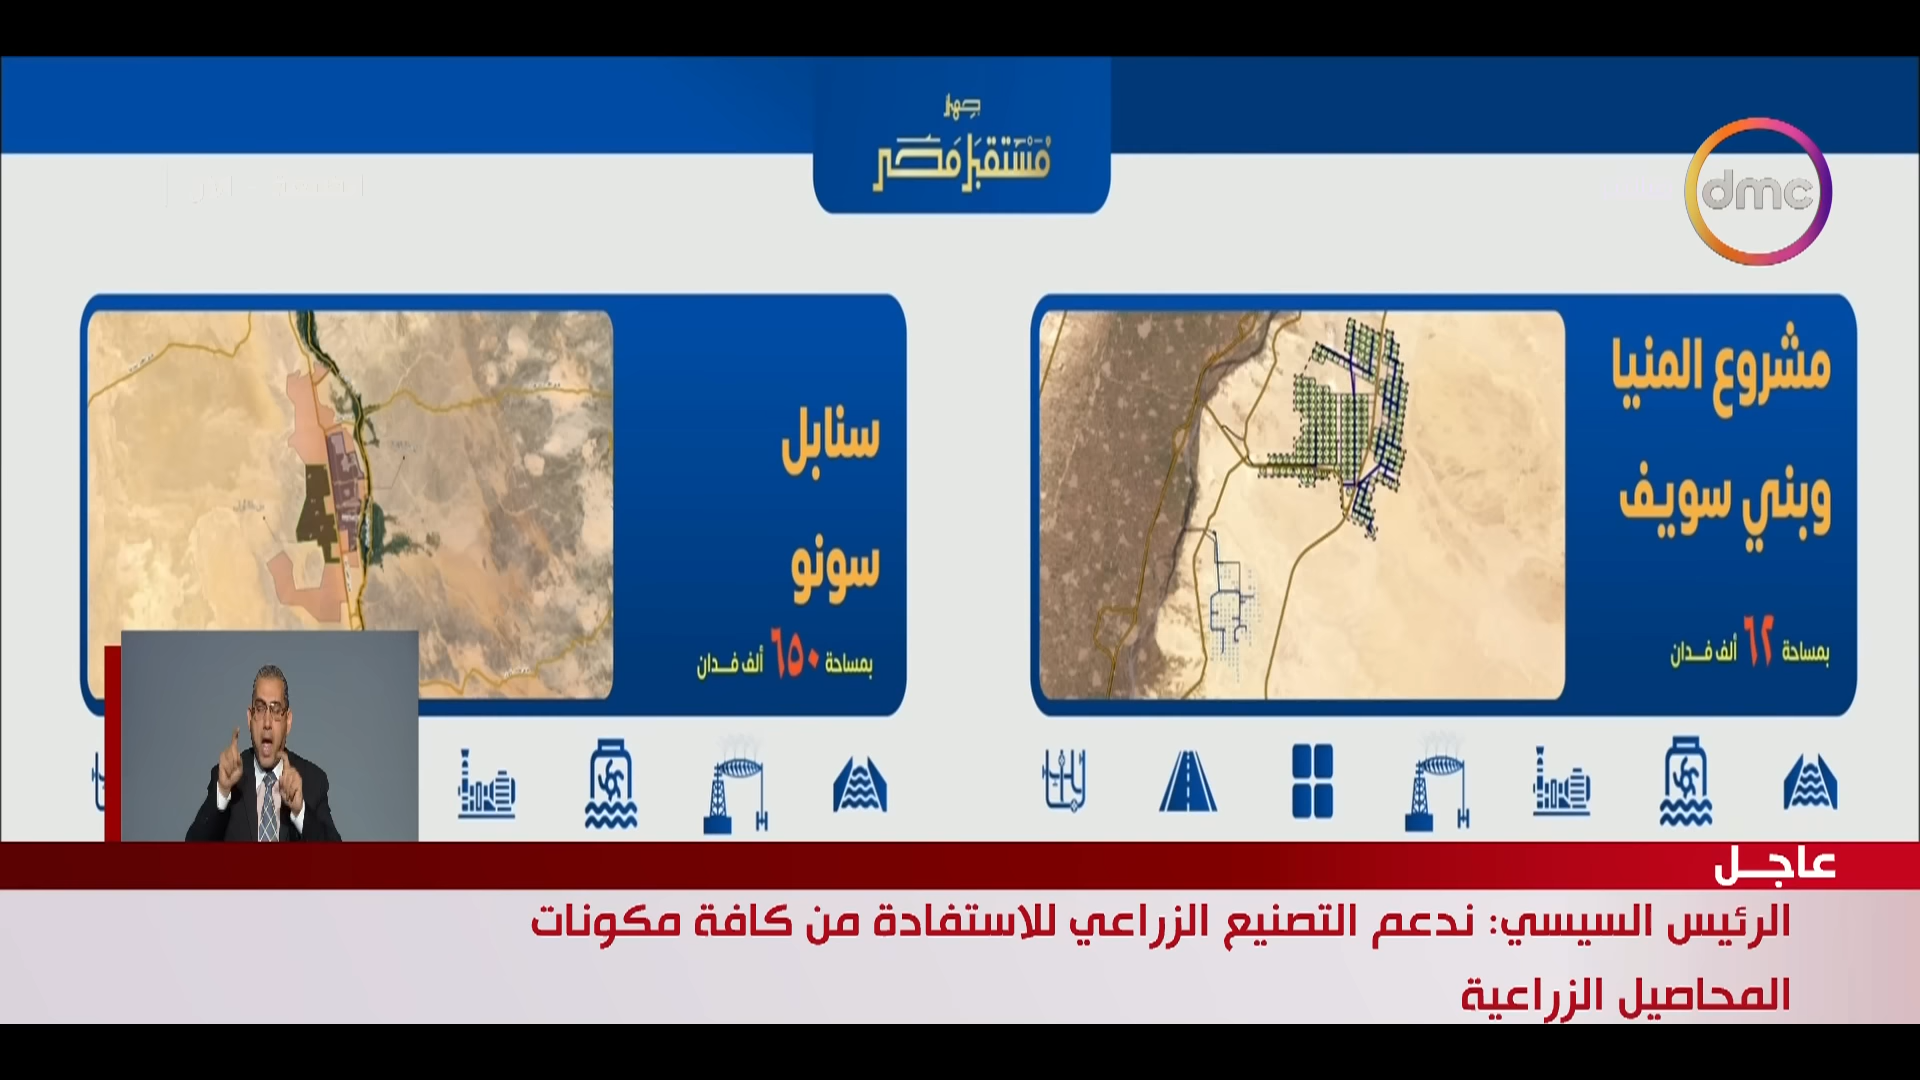 جهاز
مستقبل مصر
dmc
مشروع المنيا
وبني سويف
بمساحة ٦٢ ألف فدان
سنابل
سونو
بمساحة ٦٥٠ ألف فدان
عاجل
الرئيس السيسي: ندعم التصنيع الزراعي للاستفادة من كافة مكونات
المحاصيل الزراعية